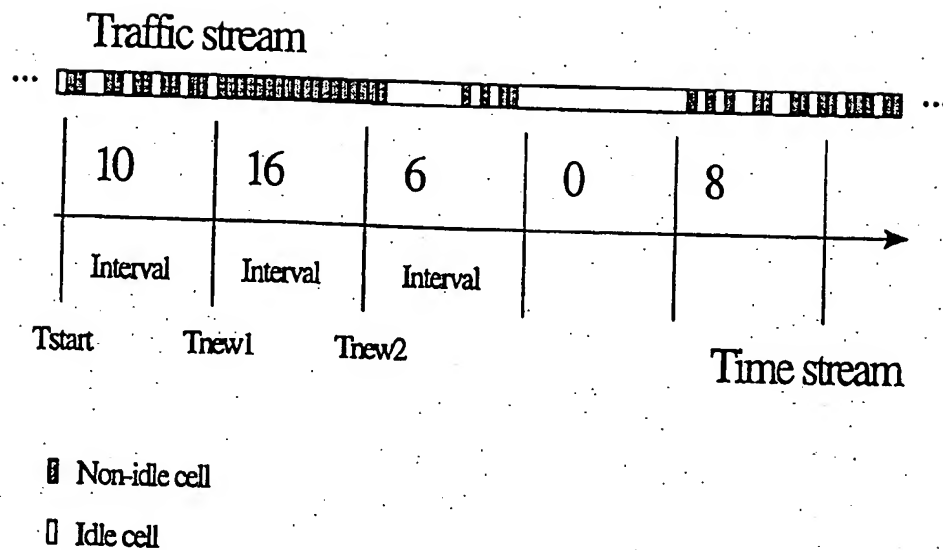 Traffic stream
... ...
10 16 6 0 8
Interval Interval Interval
Tstart Tnew1 Tnew2
Time stream
Non-idle cell
Idle cell